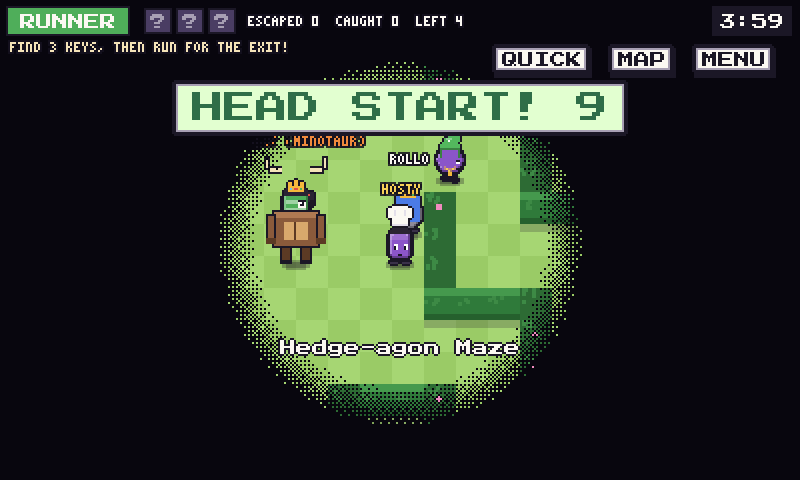 RUNNER ? ? ? ESCAPED 0 CAUGHT 0 LEFT 4 3:59
FIND 3 KEYS, THEN RUN FOR THE EXIT!
QUICK MAP MENU
HEAD START! 9
MINOTAUR)
ROLLO
HOSTY
Hedge-agon Maze